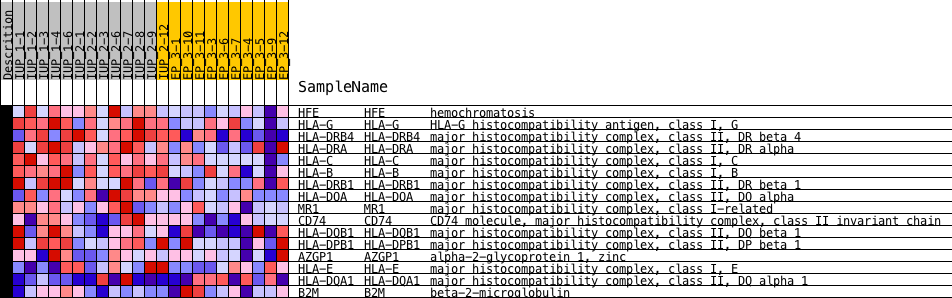 Descrition
IUP_1-1
IUP_1-2
IUP_1-3
IUP_1-4
IUP_1-6
IUP_2-2
IUP_2-3
IUP_2-6
IUP_2-7
IUP_2-8
IUP_2-9
IUP_2-12
EP_3-1
EP_3-10
EP_3-11
EP_3-3
EP_3-6
EP_3-7
EP_3-4
EP_3-5
EP_3-9
EP_3-12
SampleName
HFE HFE hemochromatosis
HLA-G HLA-G HLA-G histocompatibility antigen, class I, G
HLA-DRB4 HLA-DRB4 major histocompatibility complex, class II, DR beta 4
HLA-DRA HLA-DRA major histocompatibility complex, class II, DR alpha
HLA-C HLA-C major histocompatibility complex, class I, C
HLA-B HLA-B major histocompatibility complex, class I, B
HLA-DRB1 HLA-DRB1 major histocompatibility complex, class II, DR beta 1
HLA-DOA HLA-DOA major histocompatibility complex, class II, DO alpha
MR1 MR1 major histocompatibility complex, class I-related
CD74 CD74 CD74 molecule, major histocompatibility complex, class II invariant chain
HLA-DQB1 HLA-DQB1 major histocompatibility complex, class II, DQ beta 1
HLA-DPB1 HLA-DPB1 major histocompatibility complex, class II, DP beta 1
AZGP1 AZGP1 alpha-2-glycoprotein 1, zinc
HLA-E HLA-E major histocompatibility complex, class I, E
HLA-DQA1 HLA-DQA1 major histocompatibility complex, class II, DQ alpha 1
B2M B2M beta-2-microglobulin